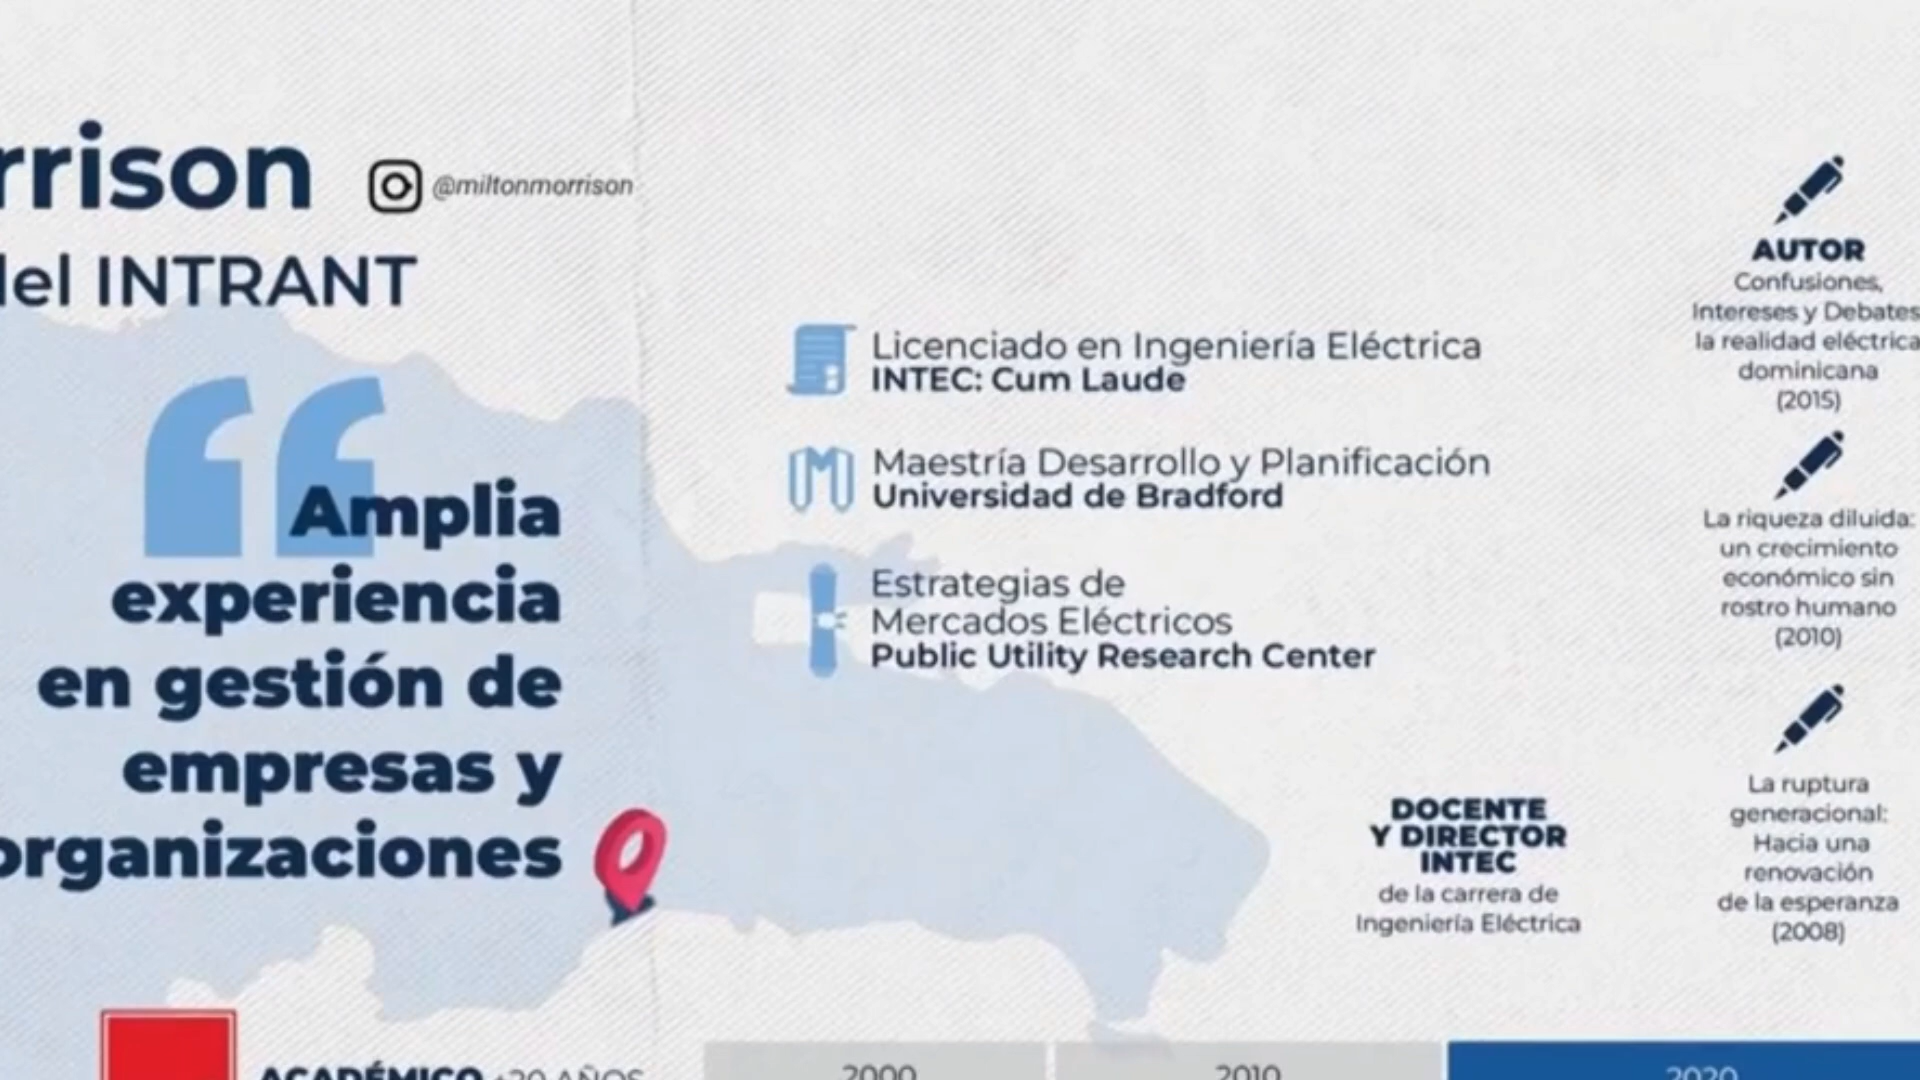 rrison
@miltonmorrison
del INTRANT
Amplia
experiencia
en gestión de
empresas y
organizaciones
Licenciado en Ingeniería Eléctrica
INTEC: Cum Laude
Maestría Desarrollo y Planificación
Universidad de Bradford
Estrategias de
Mercados Eléctricos
Public Utility Research Center
DOCENTE
Y DIRECTOR
INTEC
de la carrera de
Ingeniería Eléctrica
AUTOR
Confusiones,
Intereses y Debates
la realidad eléctrica
dominicana
(2015)
La riqueza diluida:
un crecimiento
económico sin
rostro humano
(2010)
La ruptura
generacional:
Hacia una
renovación
de la esperanza
(2008)
ACADÉMICO +20 AÑOS
2000
2010
2020